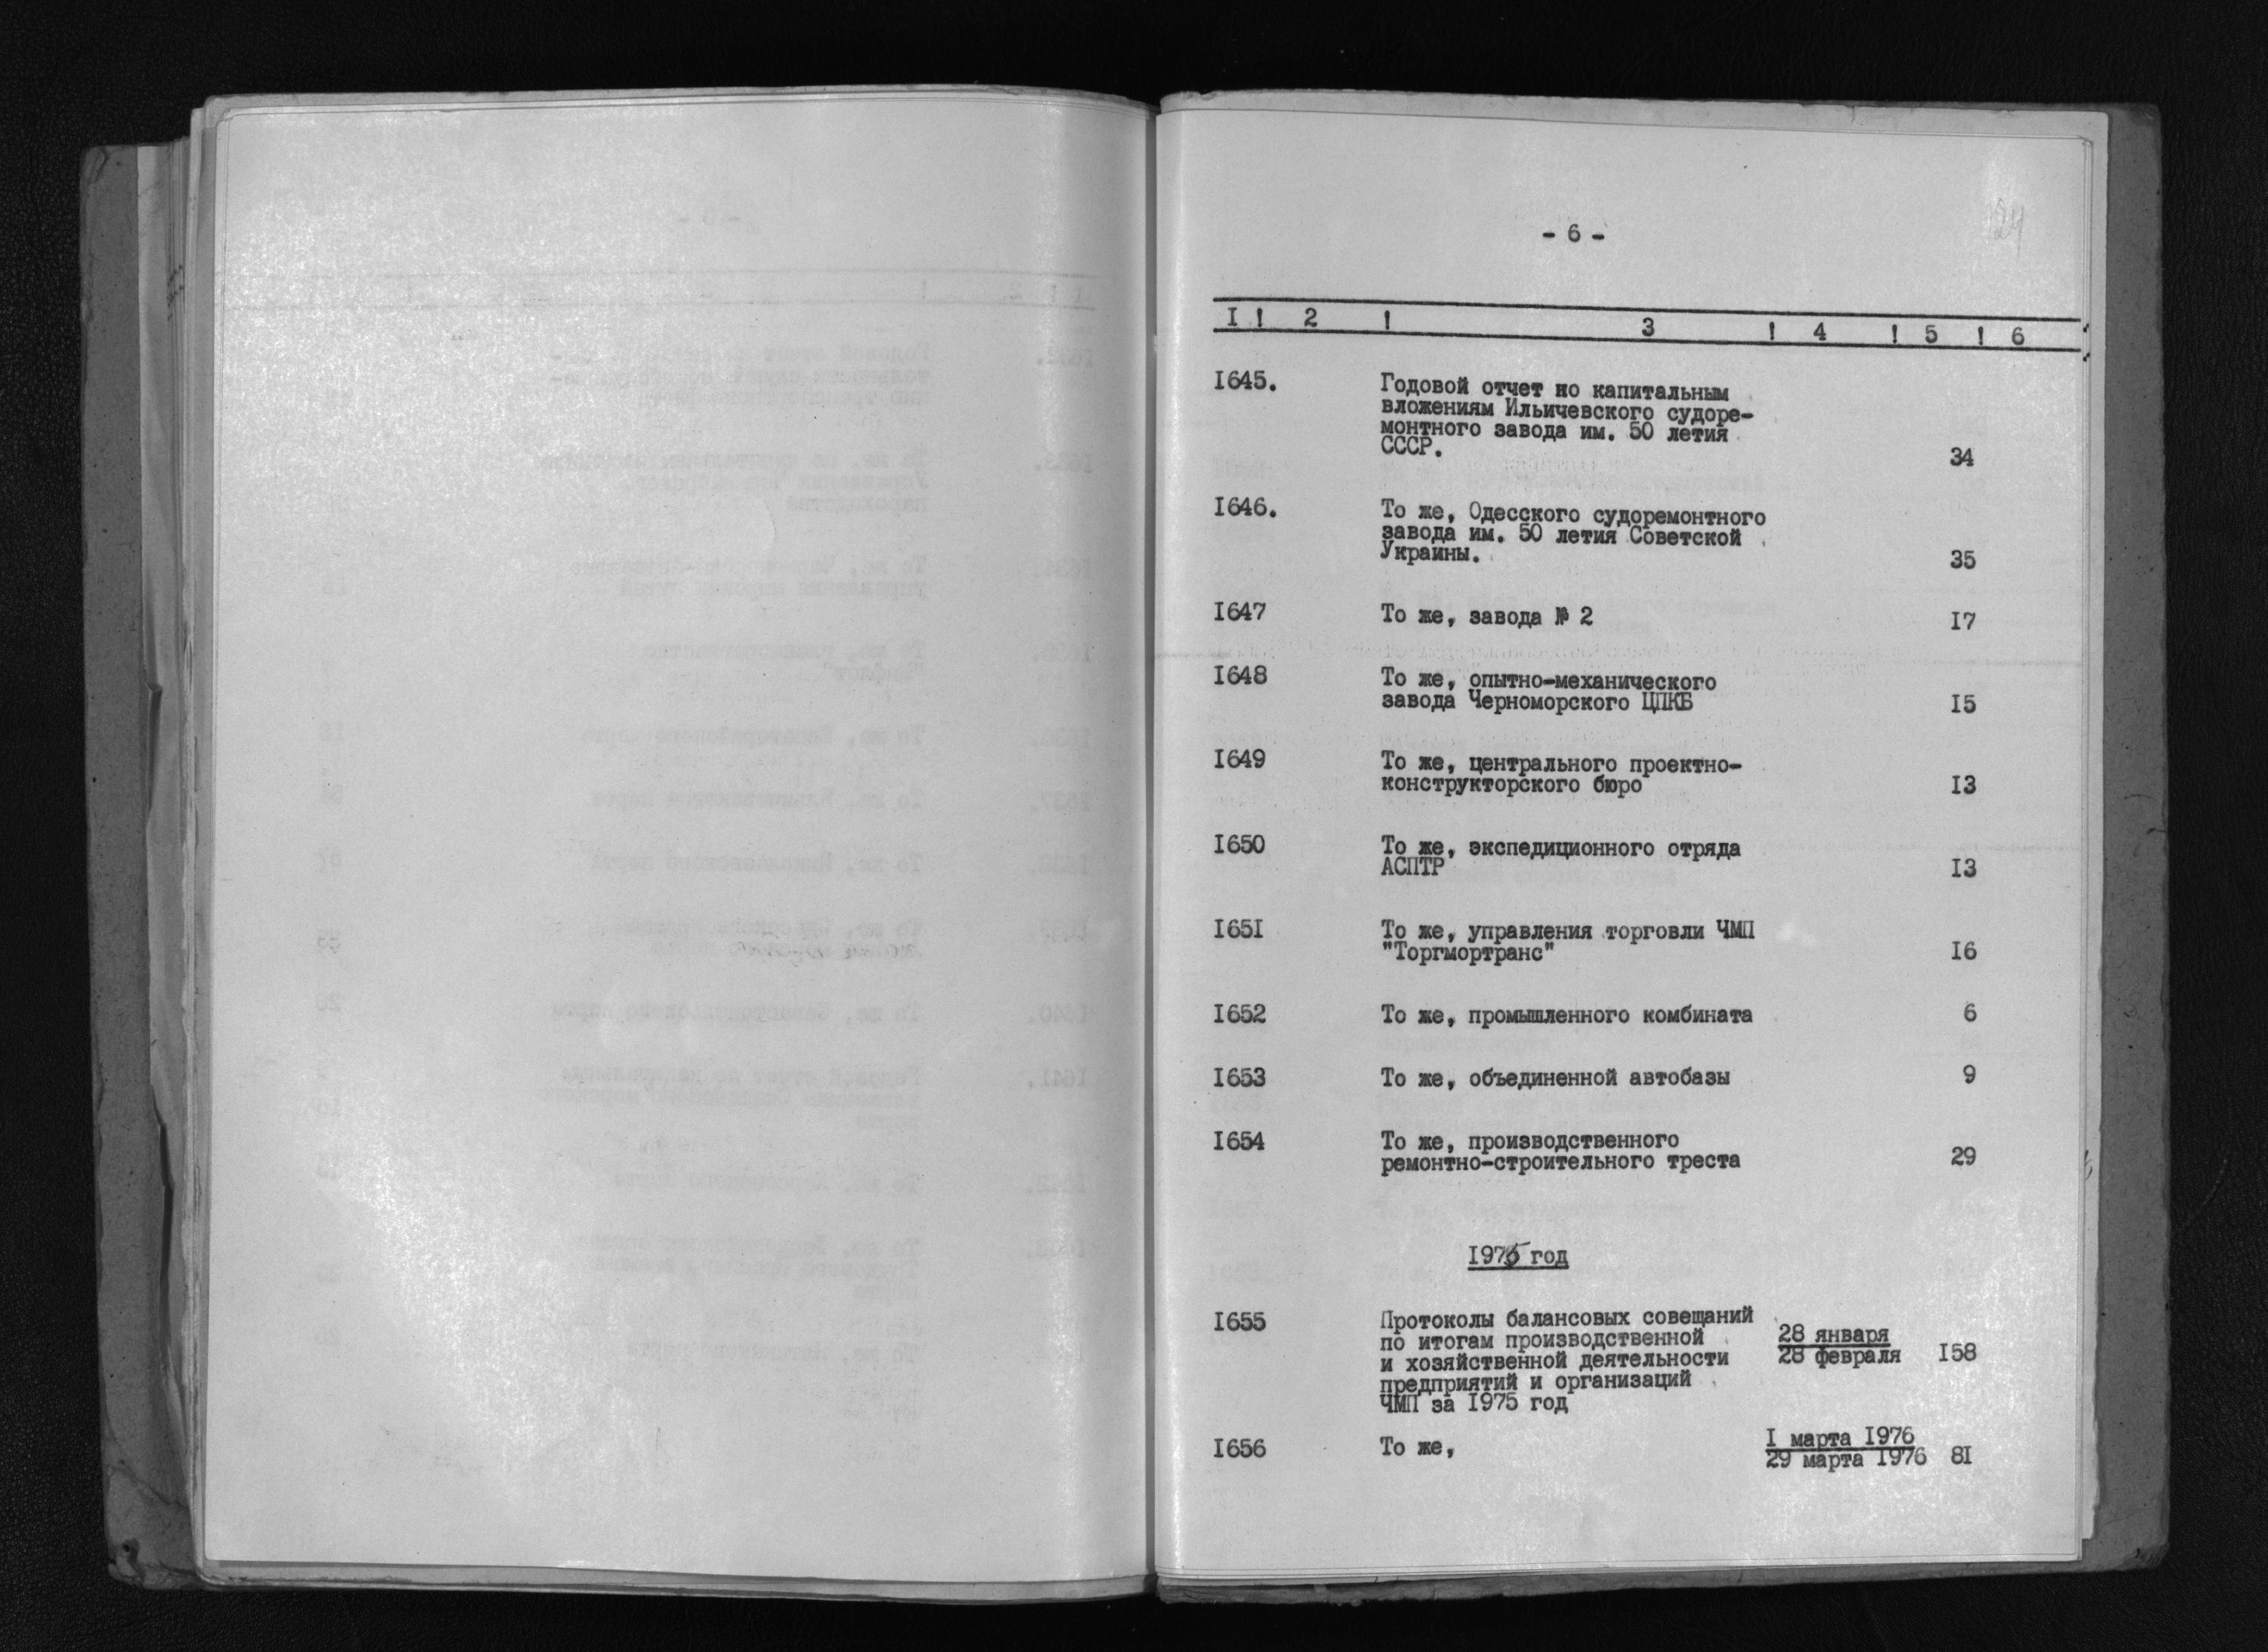 - 6 -
124
I ! 2 ! 3 ! 4 ! 5 ! 6
I645. Годовой отчет по капитальным
вложениям Ильичевского судоре-
монтного завода им. 50 летия
СССР. 34
I646. То же, Одесского судоремонтного
завода им. 50 летия Советской
Украины. 35
I647 То же, завода № 2 I7
I648 То же, опытно-механического
завода Черноморского ЦПКБ I5
I649 То же, центрального проектно-
конструкторского бюро I3
I650 То же, экспедиционного отряда
АСПТР I3
I65I То же, управления торговли ЧМП
"Торгмортранс" I6
I652 То же, промышленного комбината 6
I653 То же, объединенной автобазы 9
I654 То же, производственного
ремонтно-строительного треста 29
год
I655 Протоколы балансовых совещаний
по итогам производственной 28 января
и хозяйственной деятельности 28 февраля I58
предприятий и организаций
ЧМП за I975 год
I656 То же, I марта I976
29 марта I976 8I